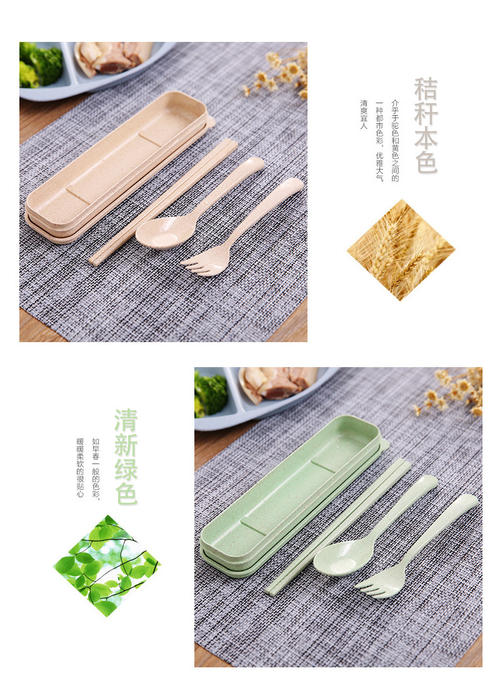 秸秆本色
介乎于驼色和黄色之间的
一种都市色彩，优雅大气
清爽宜人
清新绿色
如早春一般的色彩，
暖暖柔软的很贴心